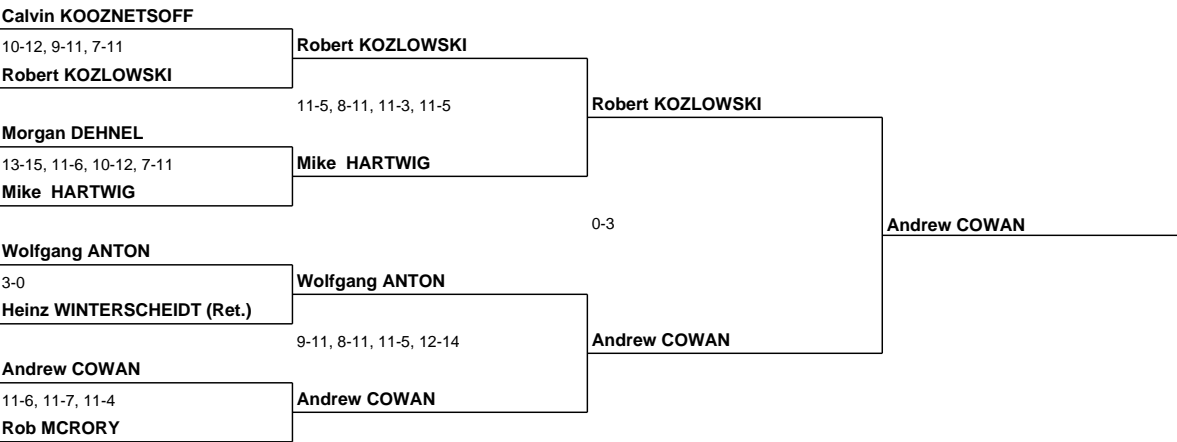 Calvin KOOZNETSOFF
10-12, 9-11, 7-11
Robert KOZLOWSKI
Robert KOZLOWSKI
11-5, 8-11, 11-3, 11-5
Robert KOZLOWSKI
Morgan DEHNEL
13-15, 11-6, 10-12, 7-11
Mike HARTWIG
Mike HARTWIG
0-3
Andrew COWAN
Wolfgang ANTON
3-0
Wolfgang ANTON
Heinz WINTERSCHEIDT (Ret.)
9-11, 8-11, 11-5, 12-14
Andrew COWAN
Andrew COWAN
11-6, 11-7, 11-4
Andrew COWAN
Rob MCRORY